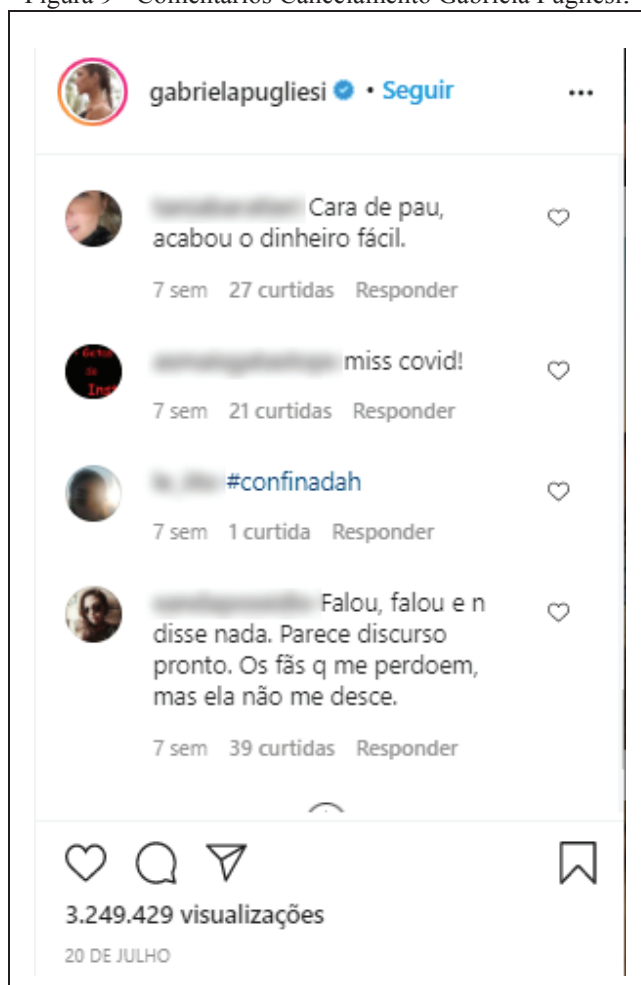 Figura 9 - Comentários Cancelamento Gabriela Pugliesi.
gabrielapugliesi • Seguir
Cara de pau,
acabou o dinheiro fácil.
7 sem 27 curtidas Responder
miss covid!
7 sem 21 curtidas Responder
#confinadah
7 sem 1 curtida Responder
Falou, falou e n
disse nada. Parece discurso
pronto. Os fãs q me perdoem,
mas ela não me desce.
7 sem 39 curtidas Responder
3.249.429 visualizações
20 DE JULHO